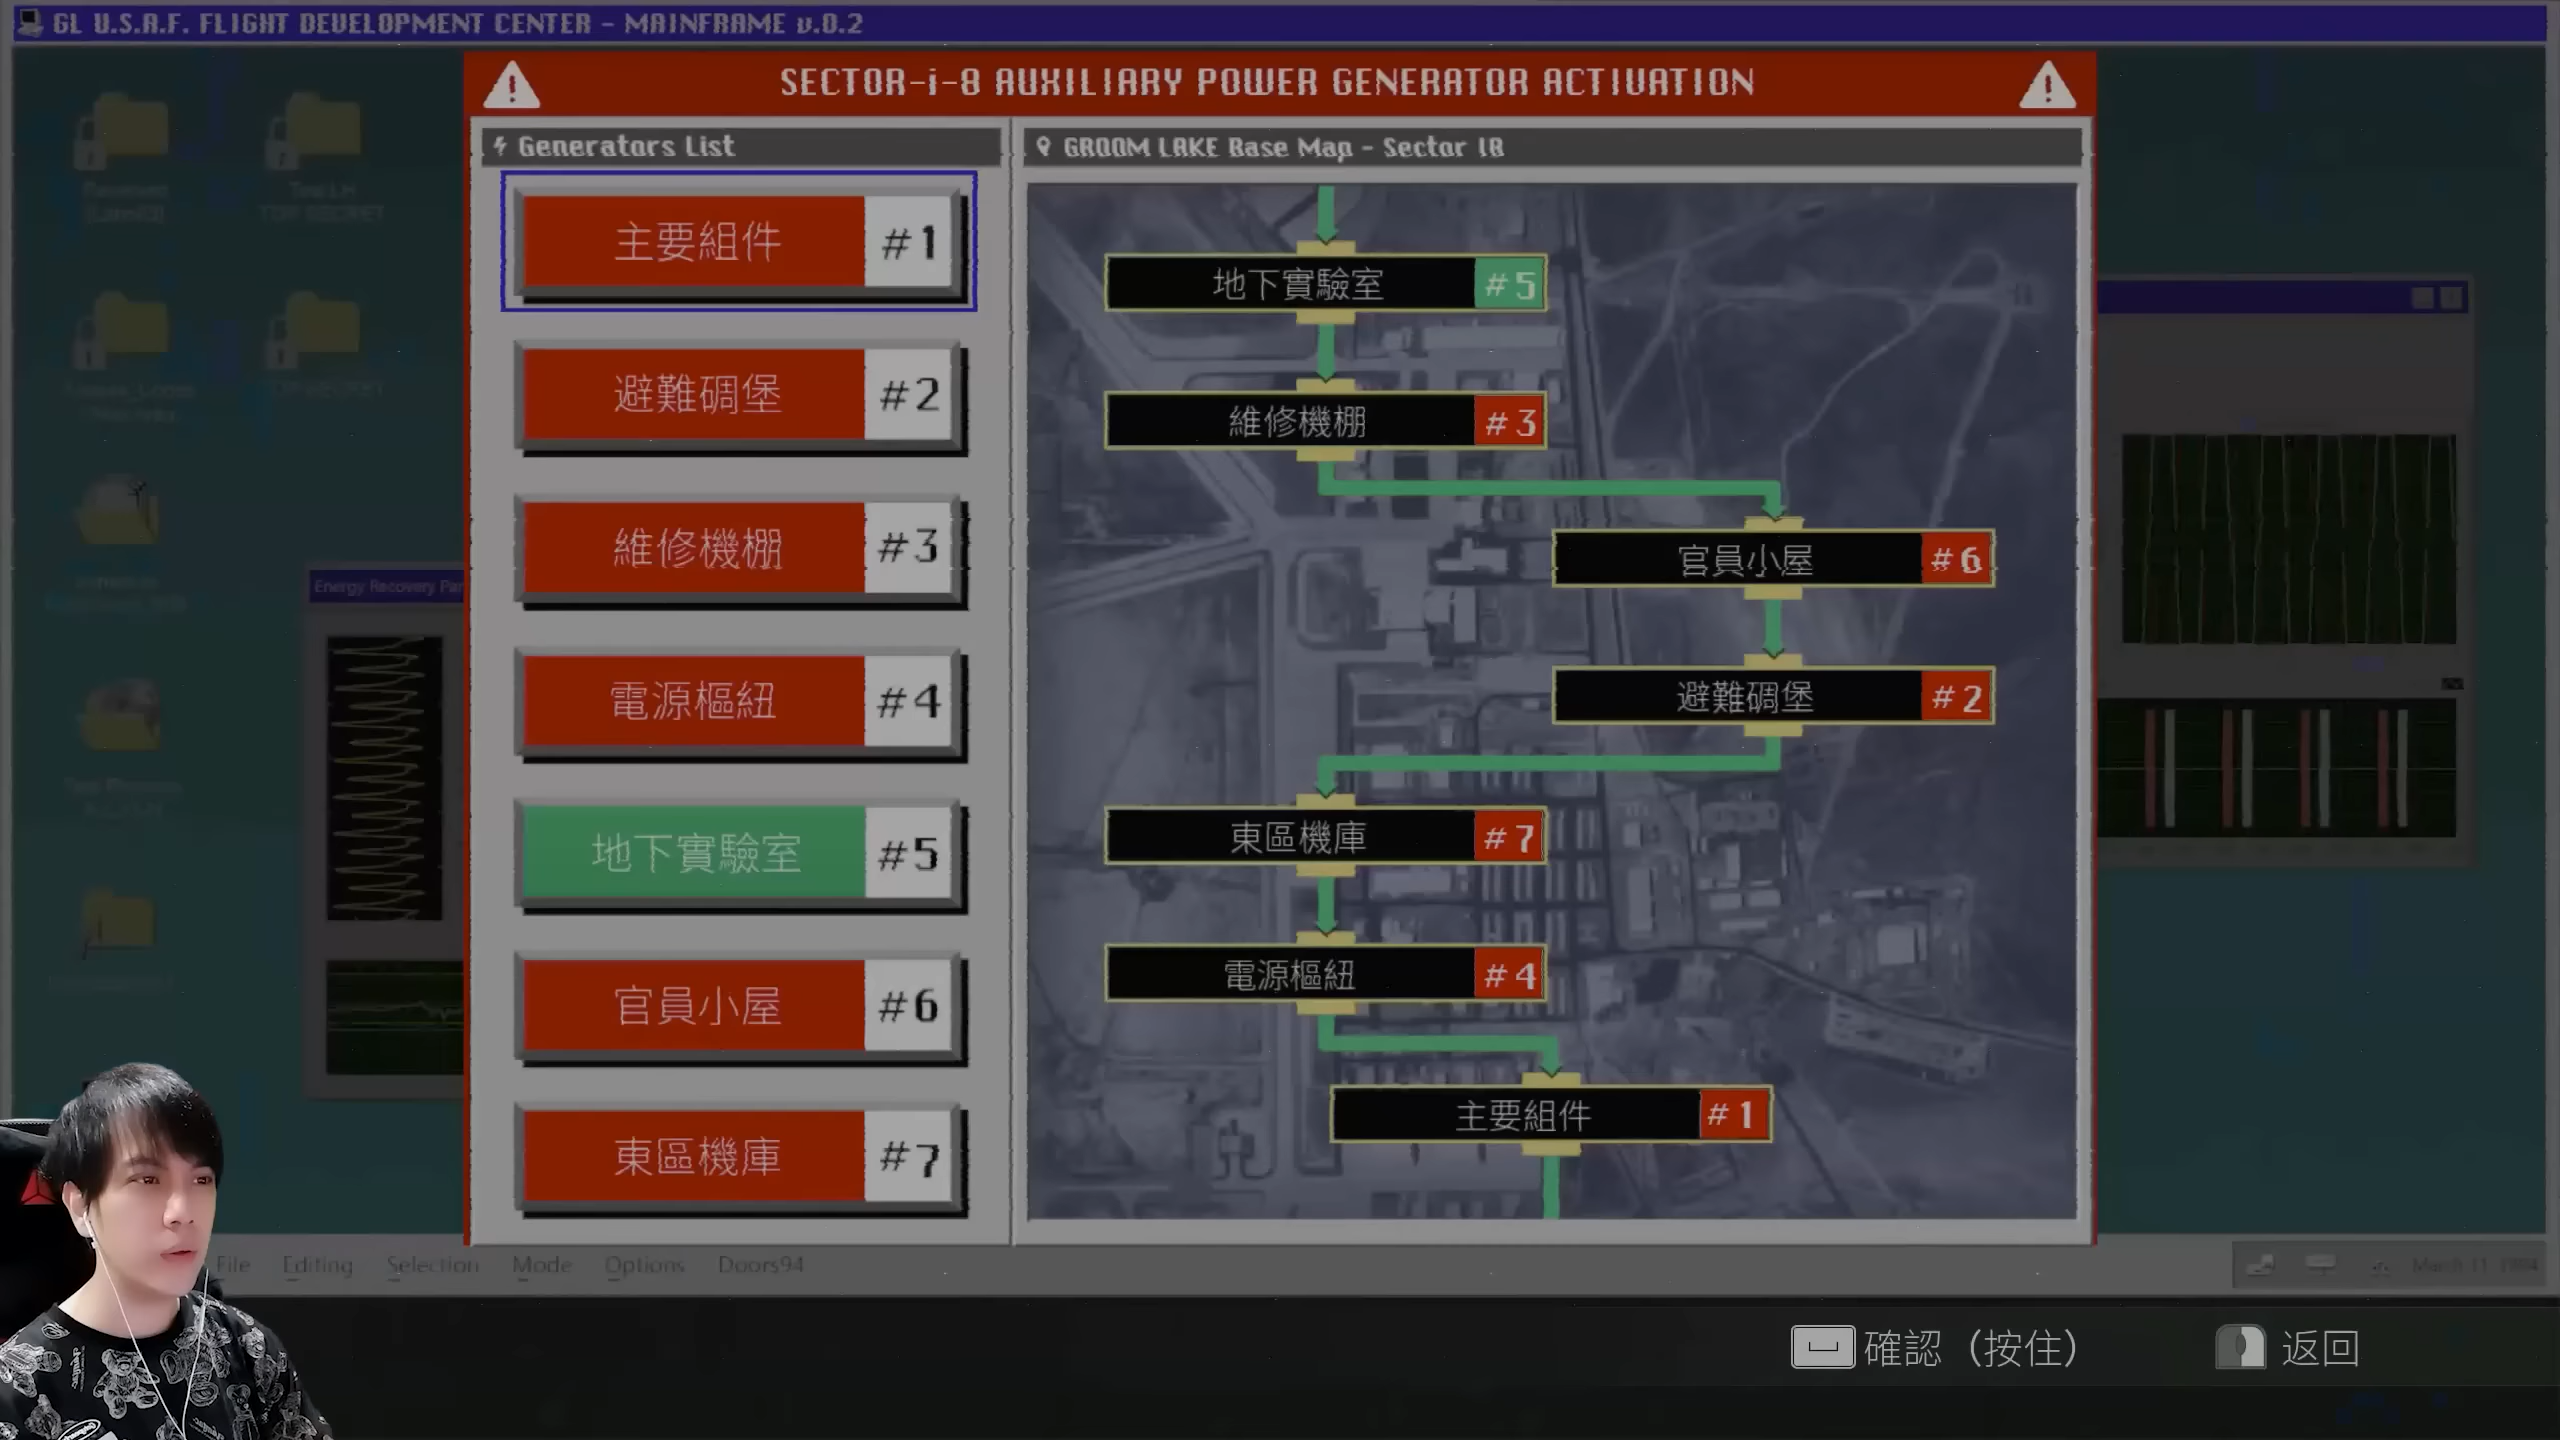 GL U.S.A.F. FLIGHT DEVELOPMENT CENTER - MAINFRAME v.0.2
SECTOR-i-8 AUXILIARY POWER GENERATOR ACTIVATION
Generators List
主要組件 #1
避難碉堡 #2
維修機棚 #3
電源樞紐 #4
地下實驗室 #5
官員小屋 #6
東區機庫 #7
GROOM LAKE Base Map - Sector I8
地下實驗室 #5
維修機棚 #3
官員小屋 #6
避難碉堡 #2
東區機庫 #7
電源樞紐 #4
主要組件 #1
Energy Recovery
File Editing Selection Mode Options Doors94
確認（按住） 返回